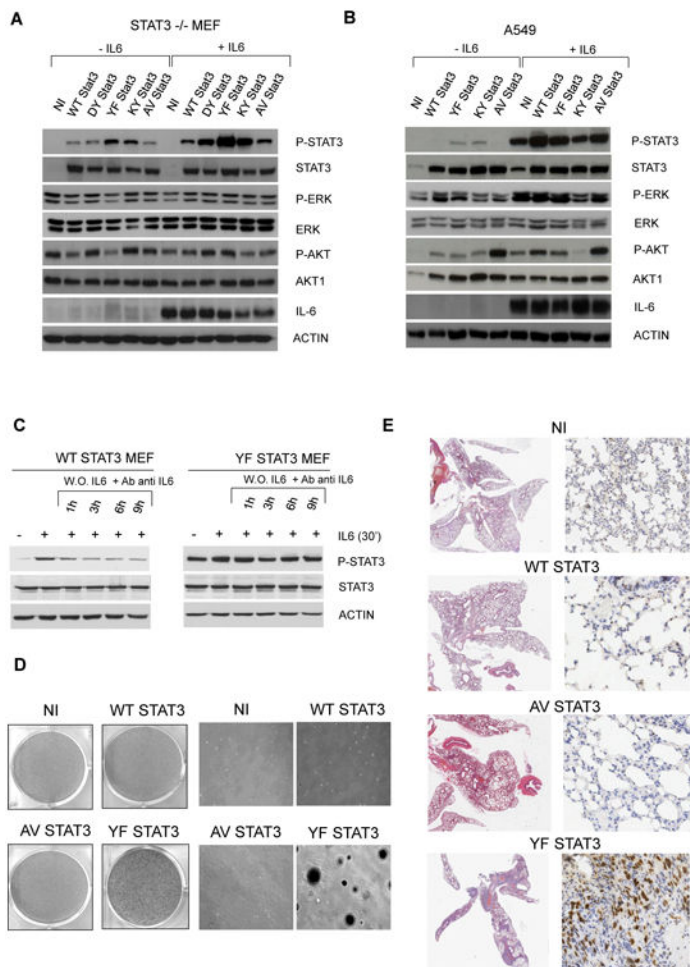 A
STAT3 -/- MEF
- IL6
+ IL6
NI
WT Stat3
DY Stat3
YF Stat3
KY Stat3
AV Stat3
NI
WT Stat3
DY Stat3
YF Stat3
KY Stat3
AV Stat3
P-STAT3
STAT3
P-ERK
ERK
P-AKT
AKT1
IL-6
ACTIN
B
A549
- IL6
+ IL6
NI
WT Stat3
YF Stat3
KY Stat3
AV Stat3
NI
WT Stat3
YF Stat3
KY Stat3
AV Stat3
P-STAT3
STAT3
P-ERK
ERK
P-AKT
AKT1
IL-6
ACTIN
C
WT STAT3 MEF
W.O. IL6 + Ab anti IL6
1h
3h
6h
9h
- + + + + +
YF STAT3 MEF
W.O. IL6 + Ab anti IL6
1h
3h
6h
9h
- + + + + + IL6 (30')
P-STAT3
STAT3
ACTIN
D
NI
WT STAT3
NI
WT STAT3
AV STAT3
YF STAT3
AV STAT3
YF STAT3
E
NI
WT STAT3
AV STAT3
YF STAT3